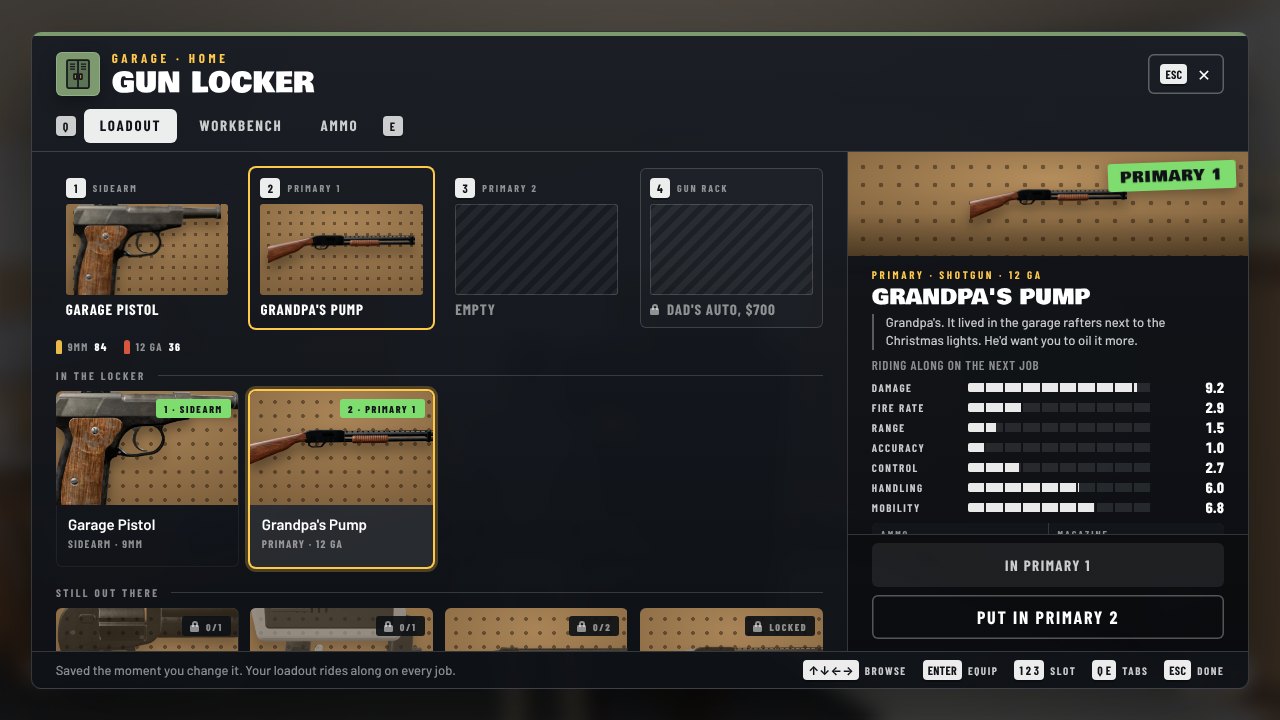 GARAGE · HOME
GUN LOCKER
ESC ×
Q LOADOUT WORKBENCH AMMO E
1 SIDEARM
GARAGE PISTOL
2 PRIMARY 1
GRANDPA'S PUMP
3 PRIMARY 2
EMPTY
4 GUN RACK
DAD'S AUTO, $700
9MM 84 12 GA 36
IN THE LOCKER
1 · SIDEARM
Garage Pistol
SIDEARM · 9MM
2 · PRIMARY 1
Grandpa's Pump
PRIMARY · 12 GA
STILL OUT THERE
0/1
0/1
0/2
LOCKED
PRIMARY 1
PRIMARY · SHOTGUN · 12 GA
GRANDPA'S PUMP
Grandpa's. It lived in the garage rafters next to the
Christmas lights. He'd want you to oil it more.
RIDING ALONG ON THE NEXT JOB
DAMAGE 9.2
FIRE RATE 2.9
RANGE 1.5
ACCURACY 1.0
CONTROL 2.7
HANDLING 6.0
MOBILITY 6.8
AMMO MAGAZINE
IN PRIMARY 1
PUT IN PRIMARY 2
Saved the moment you change it. Your loadout rides along on every job.
↑↓←→ BROWSE ENTER EQUIP 1 2 3 SLOT Q E TABS ESC DONE